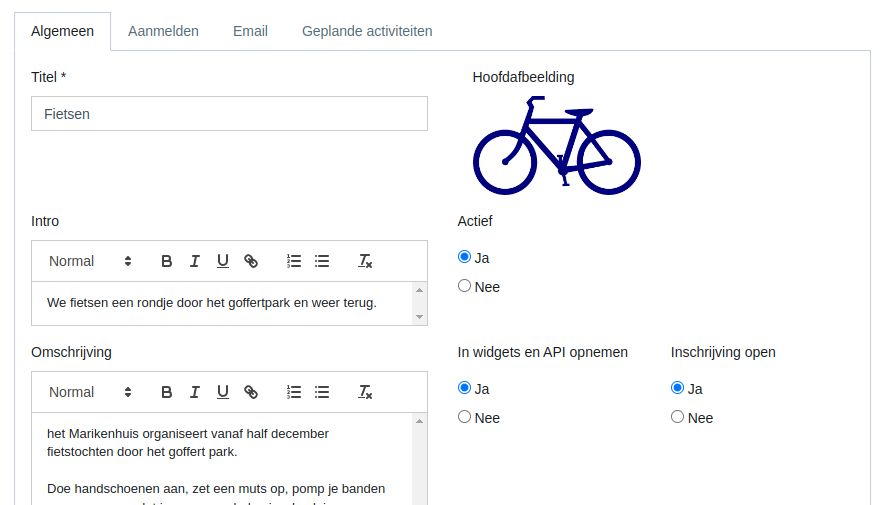 Algemeen Aanmelden Email Geplande activiteiten
Titel * Hoofdafbeelding
Fietsen
Intro Actief
Normal B I U
Ja
Nee
We fietsen een rondje door het goffertpark en weer terug.
Omschrijving In widgets en API opnemen Inschrijving open
Normal B I U
Ja Ja
Nee Nee
het Marikenhuis organiseert vanaf half december
fietstochten door het goffert park.
Doe handschoenen aan, zet een muts op, pomp je banden